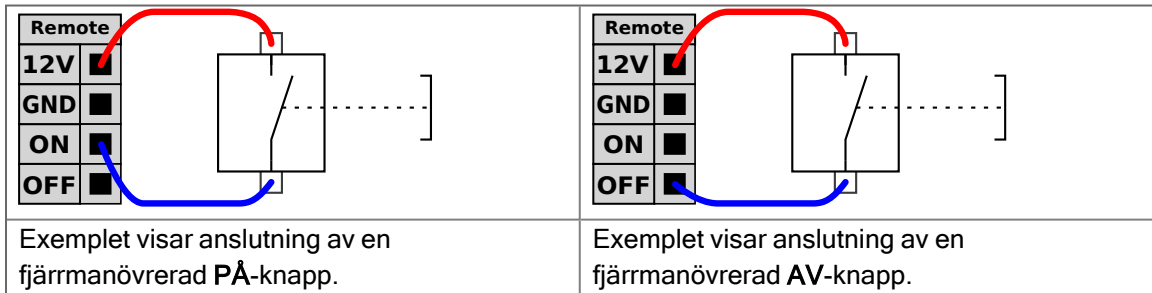 Remote
12V
GND
ON
OFF
Exemplet visar anslutning av en
fjärrmanövrerad PÅ-knapp.
Remote
12V
GND
ON
OFF
Exemplet visar anslutning av en
fjärrmanövrerad AV-knapp.